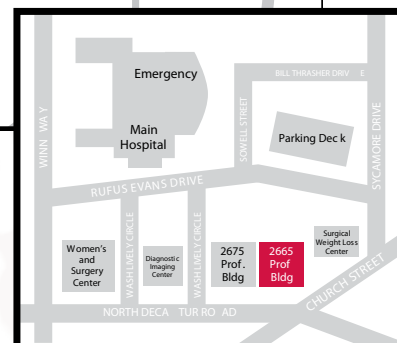 Emergency
BILL THRASHER DRIV E
WINN WA Y
Main
Hospital
SOWELL STREET
Parking Dec k
SYCAMORE DRIVE
RUFUS EVANS DRIVE
WASH LIVELY CIRCLE
WASH LIVELY CIRCLE
Women's
and
Surgery
Center
Diagnostic
Imaging
Center
2675
Prof.
Bldg
2665
Prof
Bldg
Surgical
Weight Loss
Center
CHURCH STREET
NORTH DECA TUR RO AD